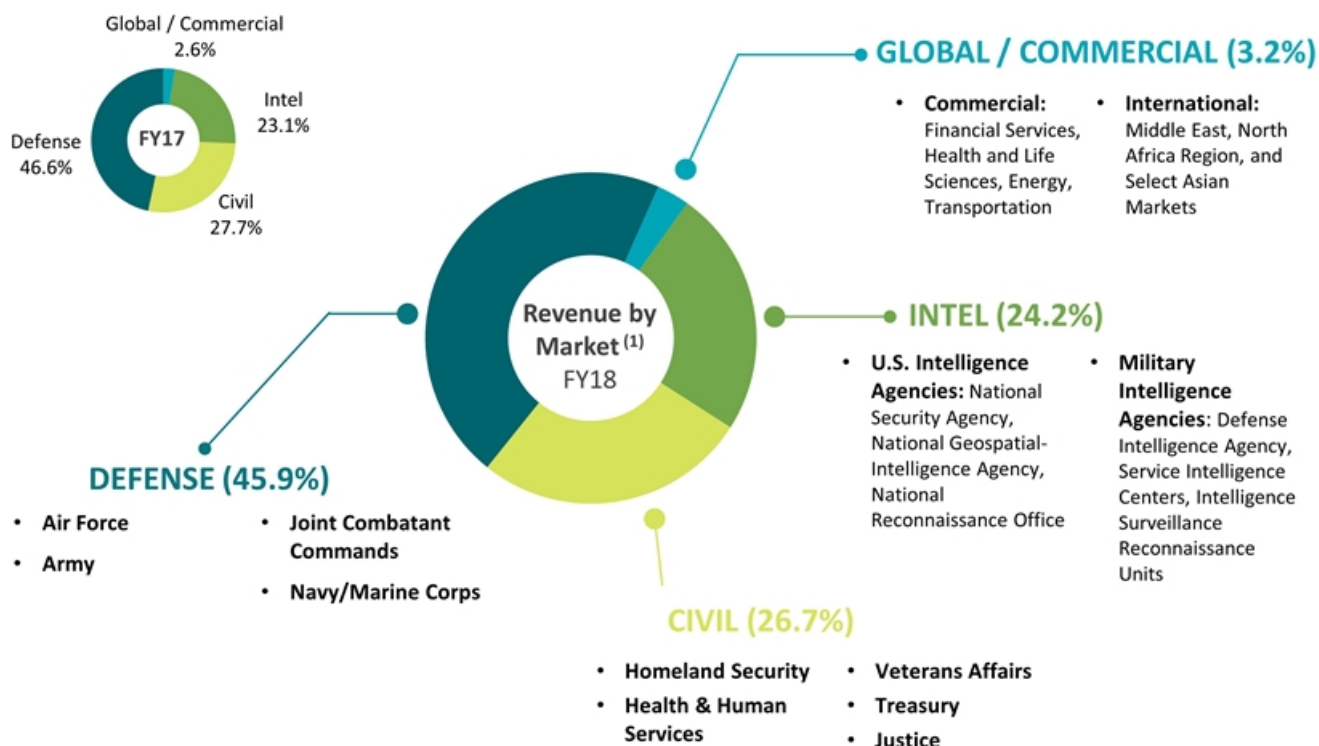 Global / Commercial
2.6%
Intel
23.1%
Defense
46.6%
FY17
Civil
27.7%
GLOBAL / COMMERCIAL (3.2%)
• Commercial:
Financial Services,
Health and Life
Sciences, Energy,
Transportation
• International:
Middle East, North
Africa Region, and
Select Asian
Markets
Revenue by
Market (1)
FY18
INTEL (24.2%)
• U.S. Intelligence
Agencies: National
Security Agency,
National Geospatial-
Intelligence Agency,
National
Reconnaissance Office
• Military
Intelligence
Agencies: Defense
Intelligence Agency,
Service Intelligence
Centers, Intelligence
Surveillance
Reconnaissance
Units
DEFENSE (45.9%)
• Air Force
• Army
• Joint Combatant
Commands
• Navy/Marine Corps
CIVIL (26.7%)
• Homeland Security
• Health & Human
Services
• Veterans Affairs
• Treasury
• Justice